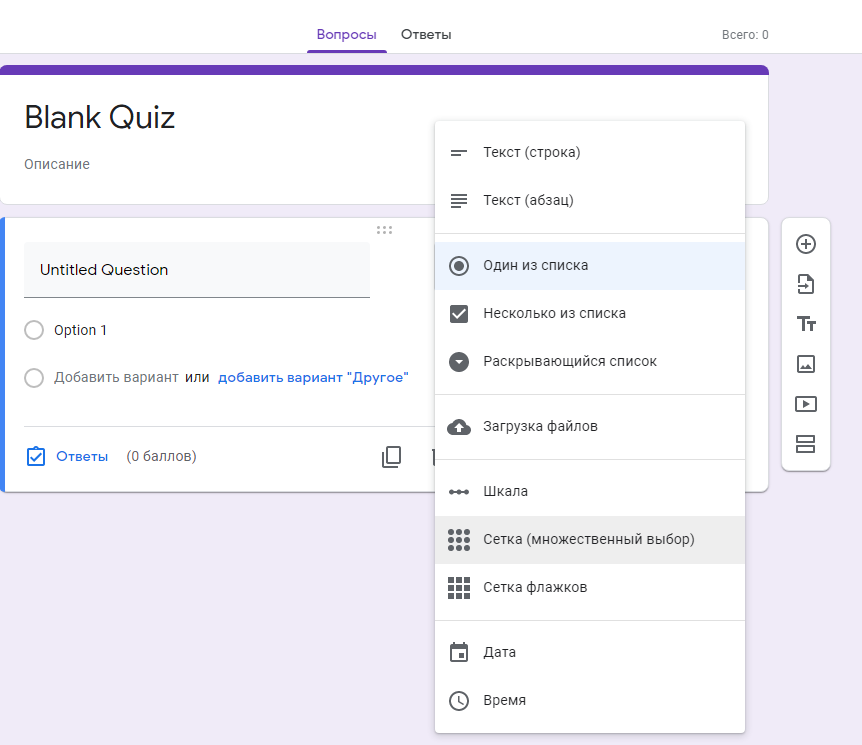 Вопросы
Ответы
Всего: 0
Blank Quiz
Описание
Untitled Question
Option 1
Добавить вариант или добавить вариант "Другое"
Ответы (0 баллов)
Текст (строка)
Текст (абзац)
Один из списка
Несколько из списка
Раскрывающийся список
Загрузка файлов
Шкала
Сетка (множественный выбор)
Сетка флажков
Дата
Время